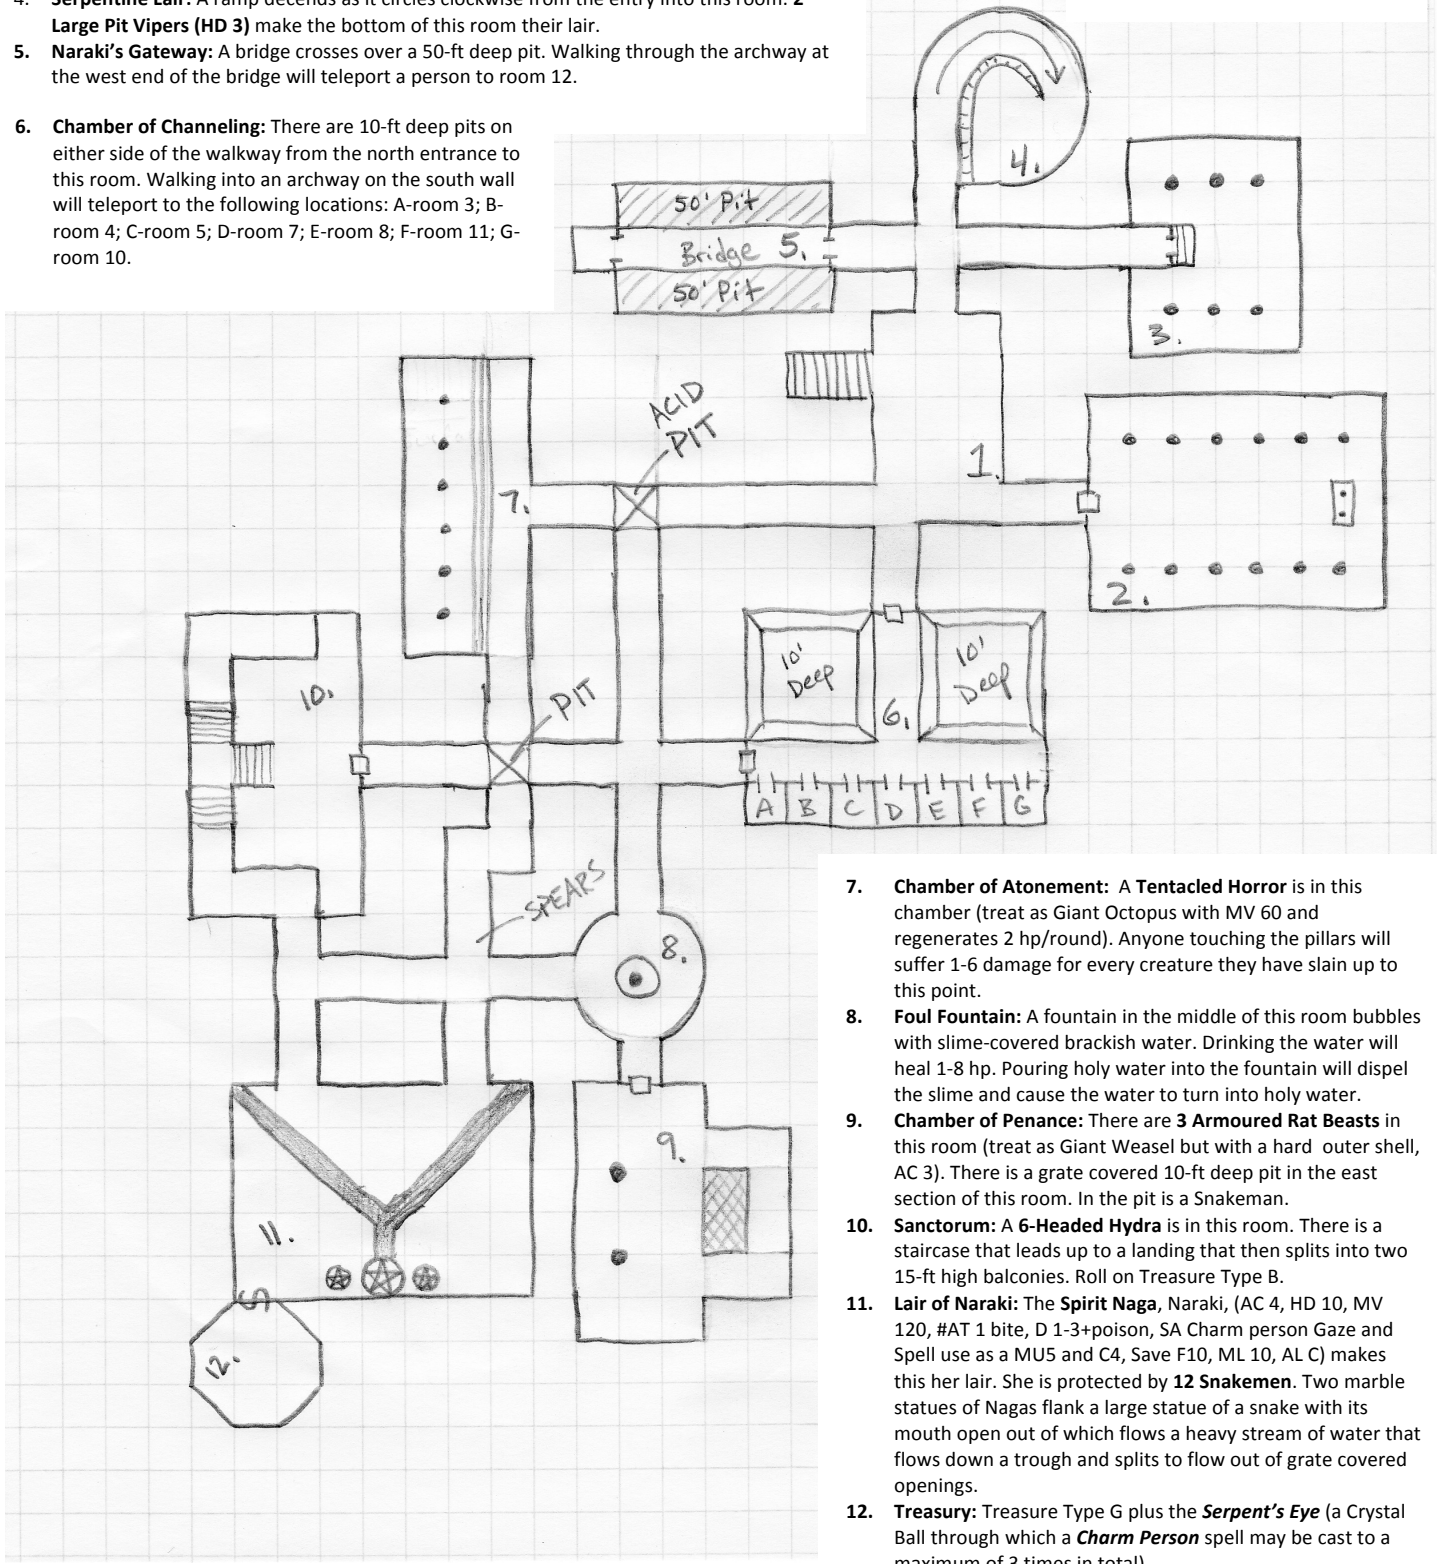 4. Serpentine Lair: A ramp decends as it circles clockwise from the entry into this room. 2
Large Pit Vipers (HD 3) make the bottom of this room their lair.
5. Naraki's Gateway: A bridge crosses over a 50-ft deep pit. Walking through the archway at
the west end of the bridge will teleport a person to room 12.
6. Chamber of Channeling: There are 10-ft deep pits on
either side of the walkway from the north entrance to
this room. Walking into an archway on the south wall
will teleport to the following locations: A-room 3; B-
room 4; C-room 5; D-room 7; E-room 8; F-room 11; G-
room 10.
4.
50' Pit
Bridge 5.
50' Pit
3.
ACID
PIT
1.
7.
2.
10'
Deep
10'
Deep
6.
10.
PIT
A B C D E F G
SPEARS
8.
9.
11.
S
12.
7. Chamber of Atonement: A Tentacled Horror is in this
chamber (treat as Giant Octopus with MV 60 and
regenerates 2 hp/round). Anyone touching the pillars will
suffer 1-6 damage for every creature they have slain up to
this point.
8. Foul Fountain: A fountain in the middle of this room bubbles
with slime-covered brackish water. Drinking the water will
heal 1-8 hp. Pouring holy water into the fountain will dispel
the slime and cause the water to turn into holy water.
9. Chamber of Penance: There are 3 Armoured Rat Beasts in
this room (treat as Giant Weasel but with a hard outer shell,
AC 3). There is a grate covered 10-ft deep pit in the east
section of this room. In the pit is a Snakeman.
10. Sanctorum: A 6-Headed Hydra is in this room. There is a
staircase that leads up to a landing that then splits into two
15-ft high balconies. Roll on Treasure Type B.
11. Lair of Naraki: The Spirit Naga, Naraki, (AC 4, HD 10, MV
120, #AT 1 bite, D 1-3+poison, SA Charm person Gaze and
Spell use as a MU5 and C4, Save F10, ML 10, AL C) makes
this her lair. She is protected by 12 Snakemen. Two marble
statues of Nagas flank a large statue of a snake with its
mouth open out of which flows a heavy stream of water that
flows down a trough and splits to flow out of grate covered
openings.
12. Treasury: Treasure Type G plus the Serpent's Eye (a Crystal
Ball through which a Charm Person spell may be cast to a
maximum of 3 times in total)